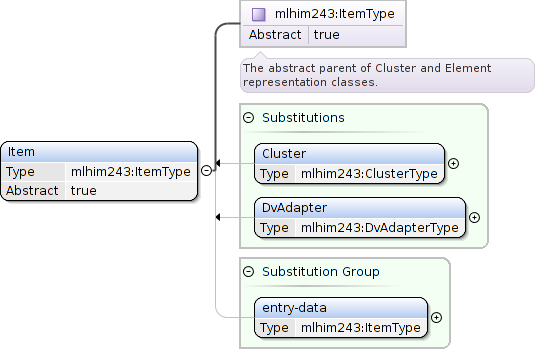 mlhim243:ItemType
Abstract true
The abstract parent of Cluster and Element
representation classes.
Item
Type mlhim243:ItemType
Abstract true
Substitutions
Cluster
Type mlhim243:ClusterType
DvAdapter
Type mlhim243:DvAdapterType
Substitution Group
entry-data
Type mlhim243:ItemType